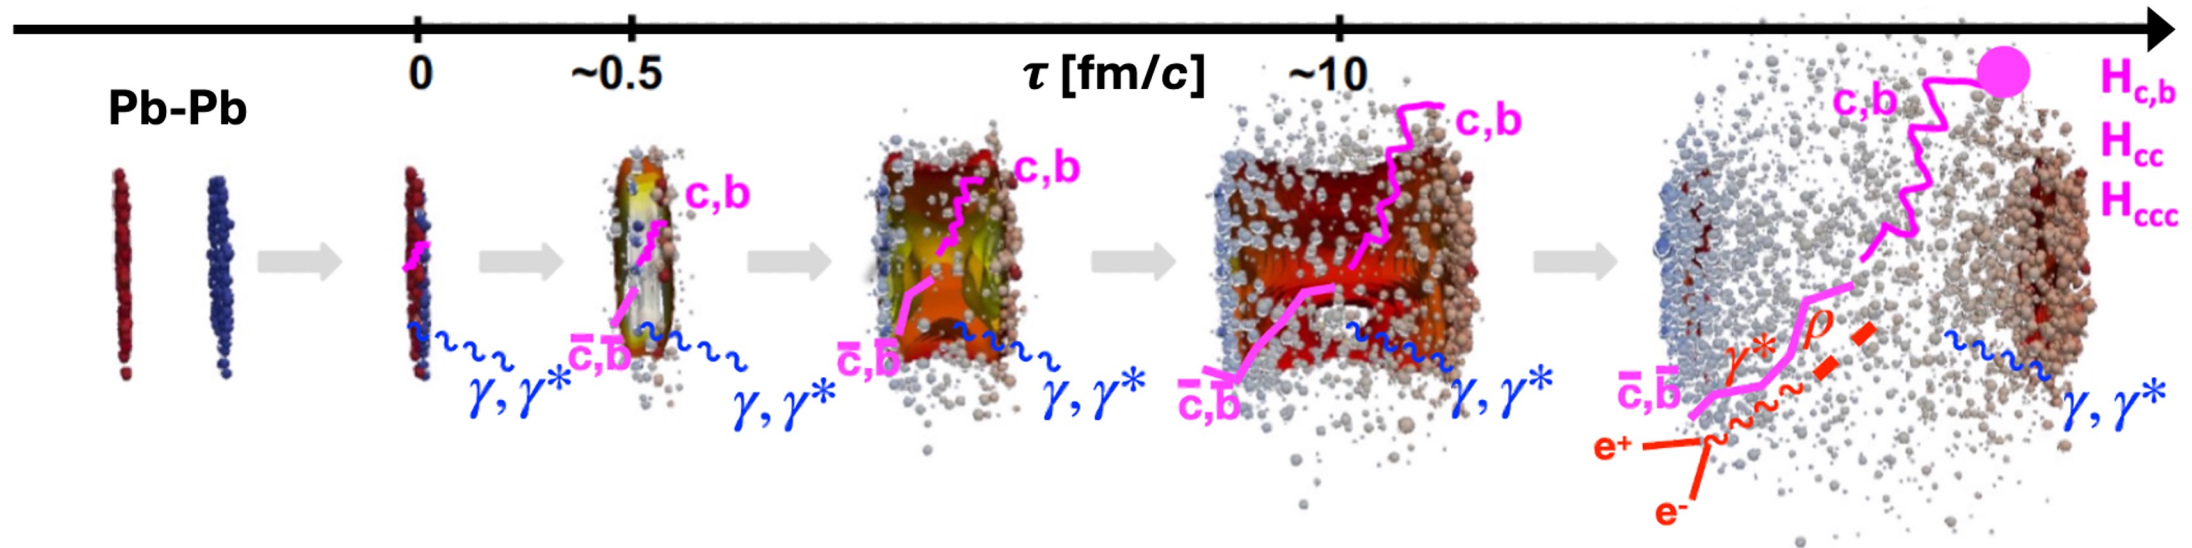 0
~0.5
τ [fm/c]
~10
Pb-Pb
c,b
H_c,b
H_cc
H_ccc
c,b
c,b
c,b
c̅,b̅
c̅,b̅
c̅,b̅
c̅,b̅
γ, γ*
γ, γ*
γ, γ*
γ, γ*
γ, γ*
γ*
ρ
e⁺
e⁻